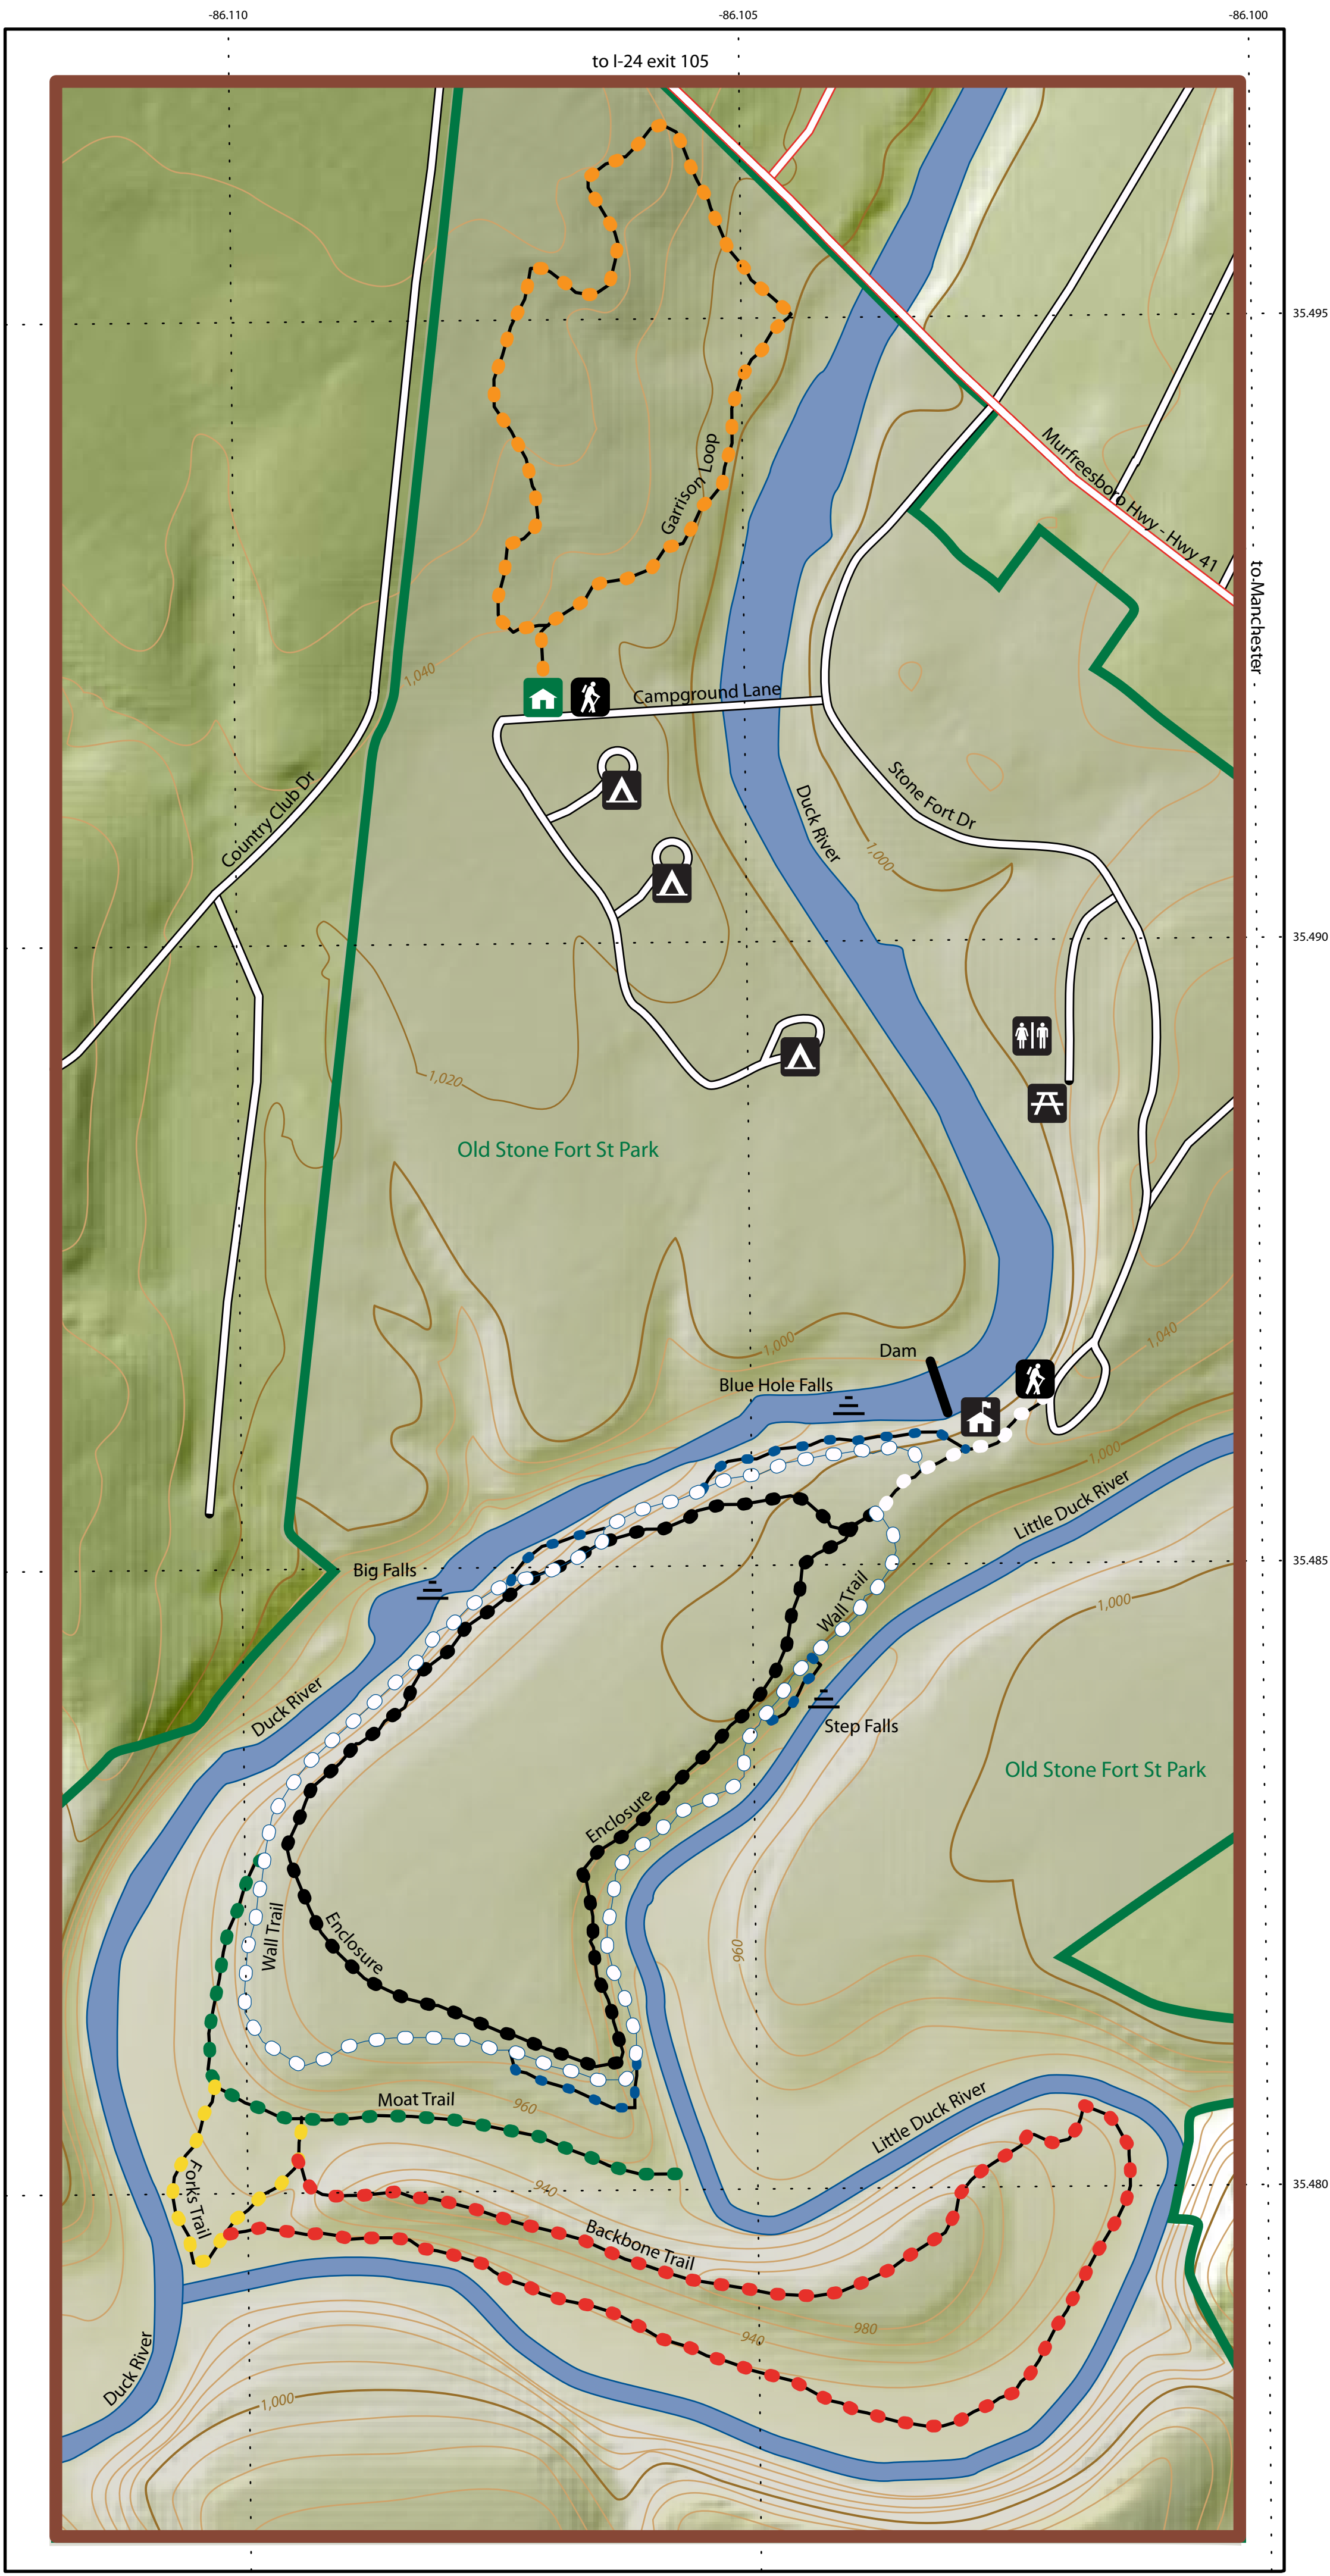 -86.110
-86.105
-86.100
to I-24 exit 105
35.495
Murfreesboro Hwy - Hwy 41
Garrison Loop
to Manchester
1,040
Campground Lane
Country Club Dr
Stone Fort Dr
Duck River
1,000
35.490
1,020
Old Stone Fort St Park
1,040
1,000
Dam
Blue Hole Falls
1,000
Little Duck River
35.485
Big Falls
1,000
Wall Trail
Duck River
Step Falls
Old Stone Fort St Park
Enclosure
Wall Trail
Enclosure
960
Moat Trail
960
Little Duck River
Forks Trail
940
35.480
Backbone Trail
980
940
Duck River
1,000